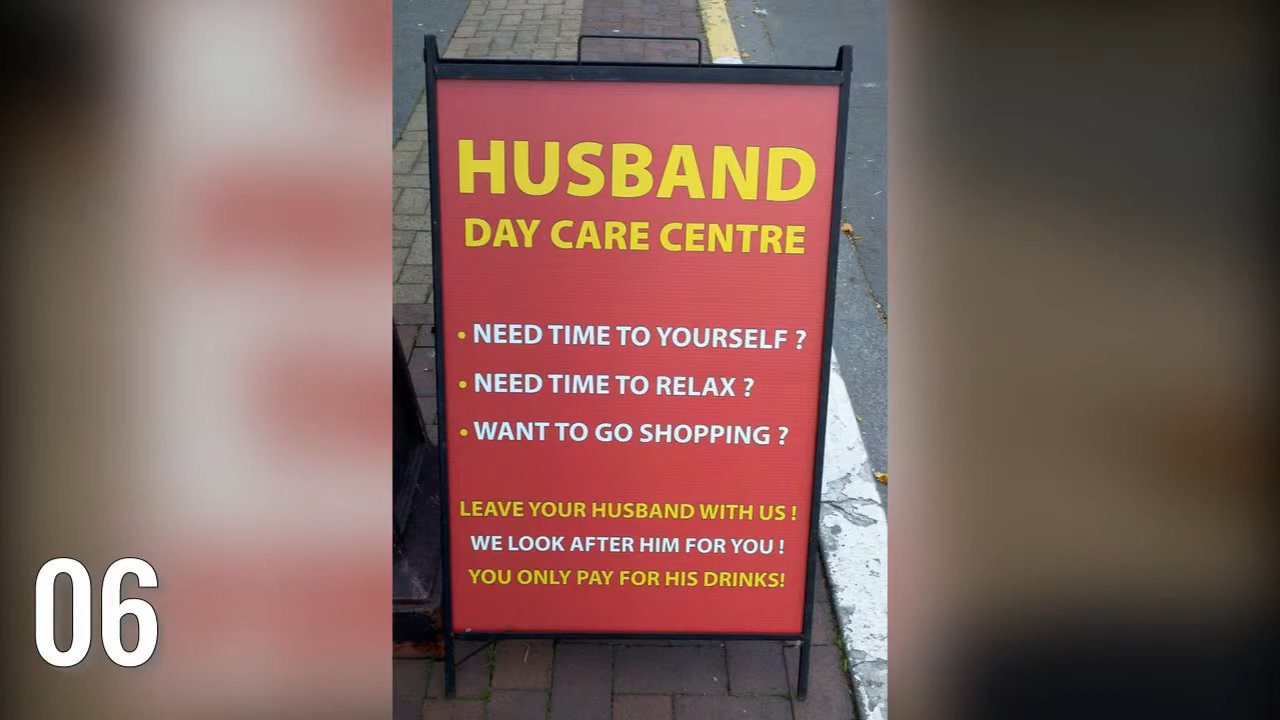 HUSBAND
DAY CARE CENTRE
• NEED TIME TO YOURSELF ?
• NEED TIME TO RELAX ?
• WANT TO GO SHOPPING ?
LEAVE YOUR HUSBAND WITH US !
WE LOOK AFTER HIM FOR YOU !
YOU ONLY PAY FOR HIS DRINKS!
06